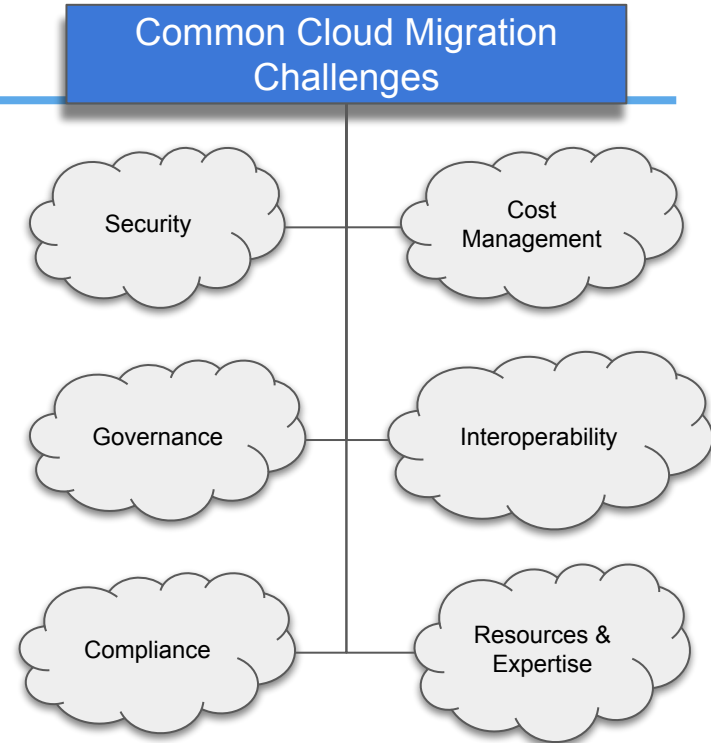 Common Cloud Migration
Challenges
Security
Cost
Management
Governance
Interoperability
Compliance
Resources &
Expertise